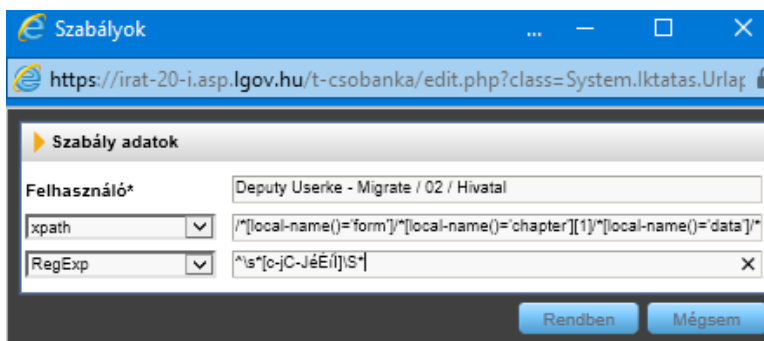 Szabályok ...
https://irat-20-i.asp.lgov.hu/t-csobanka/edit.php?class=System.Iktatas.Urlap
Szabály adatok
Felhasználó* Deputy Userke - Migrate / 02 / Hivatal
xpath /*[local-name()='form']/*[local-name()='chapter'][1]/*[local-name()='data']/*
RegExp ^\s*[c-jC-JéÉíÍ]\S*
Rendben Mégsem